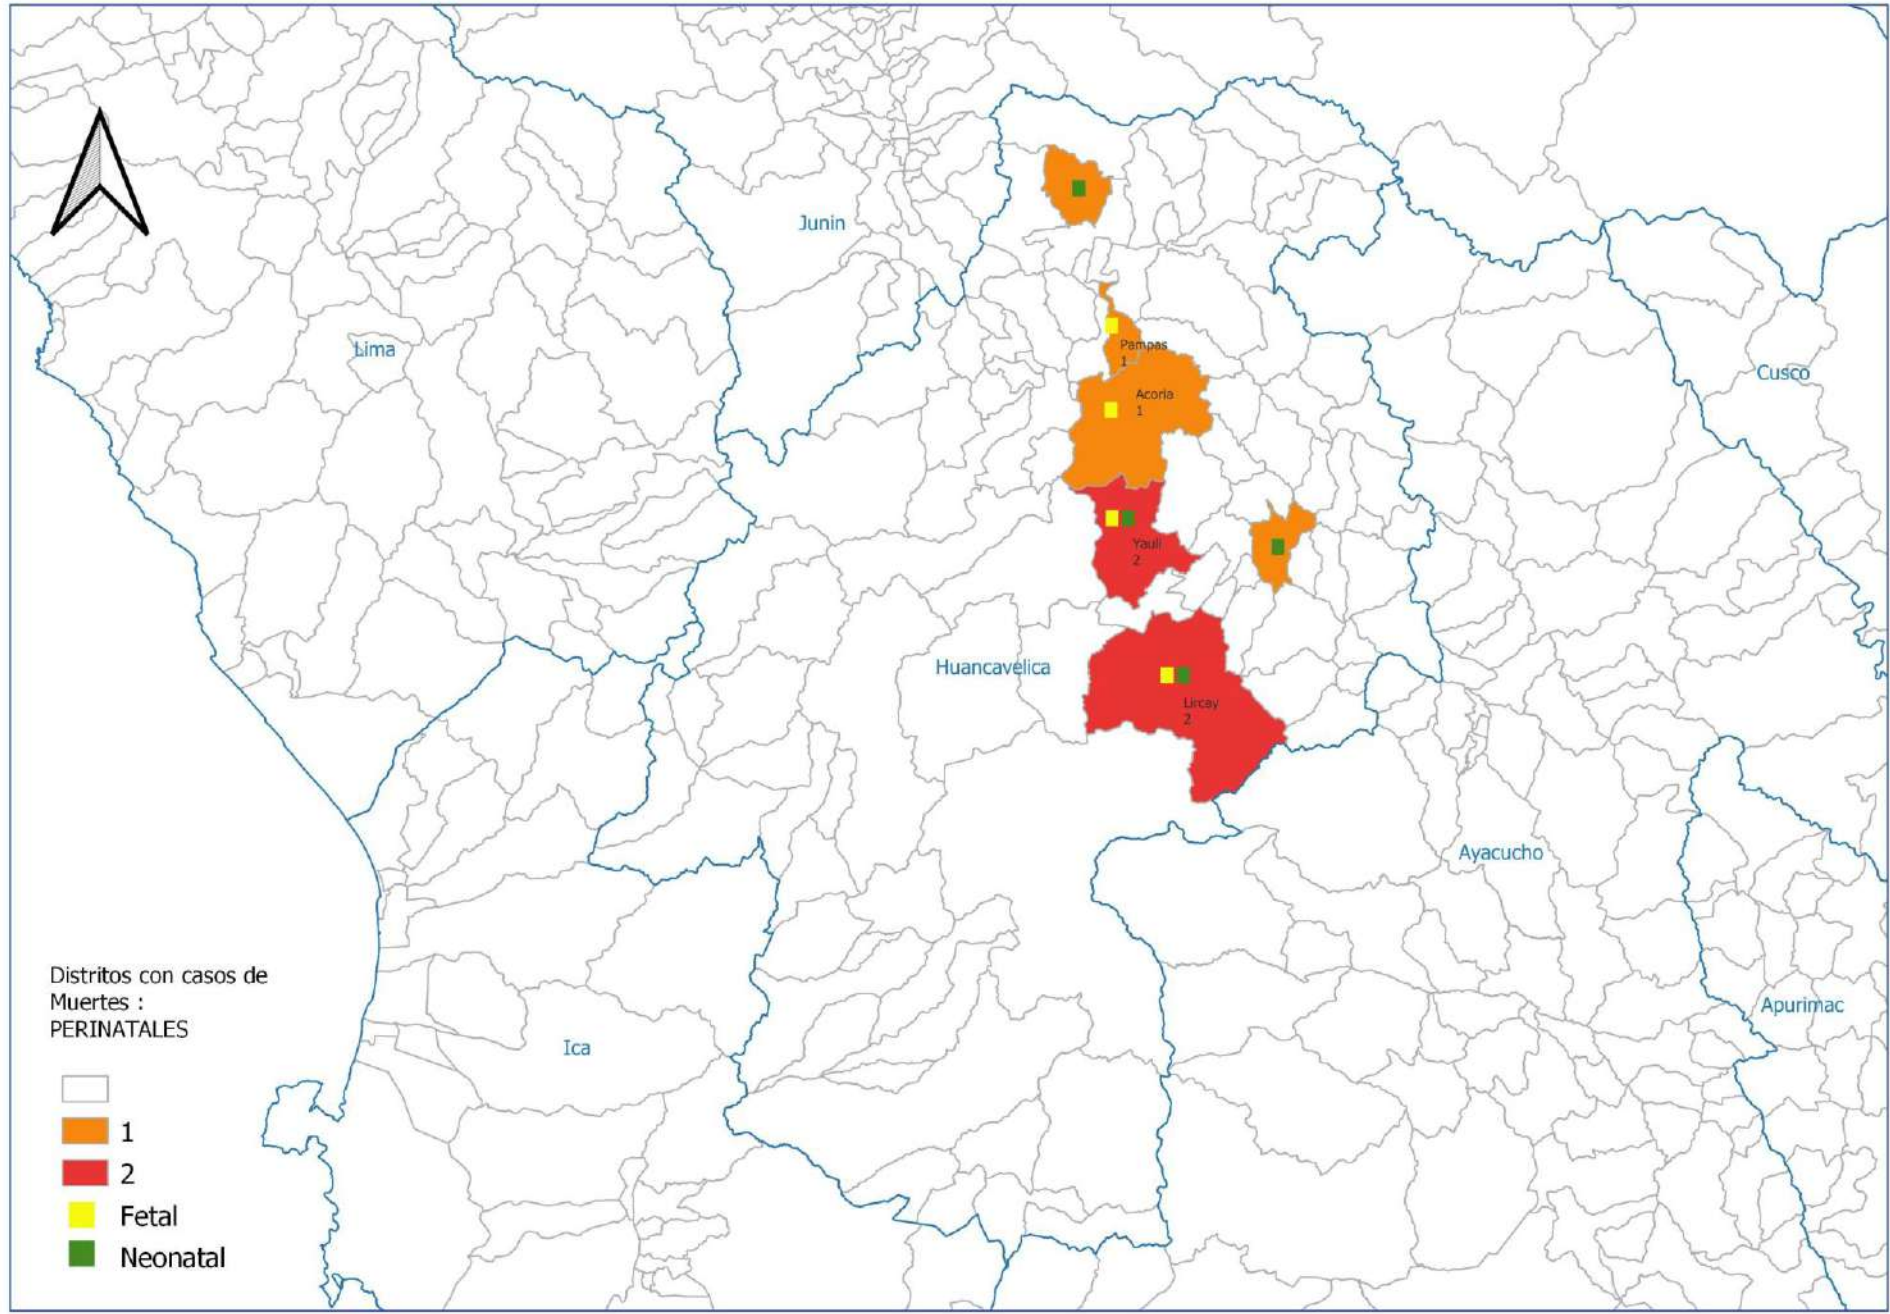 Junin
Lima
Pampas
1
Cusco
Acoria
1
Yauli
2
Huancavelica
Lircay
2
Ayacucho
Distritos con casos de
Muertes :
PERINATALES
Apurimac
Ica
1
2
Fetal
Neonatal